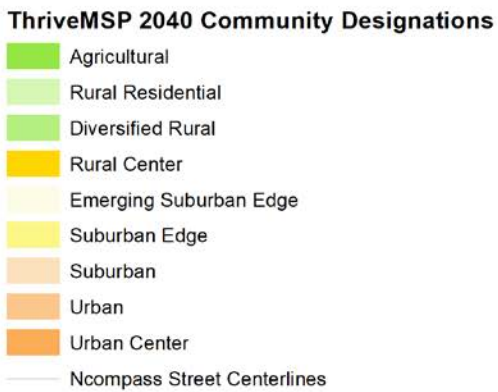 ThriveMSP 2040 Community Designations
Agricultural
Rural Residential
Diversified Rural
Rural Center
Emerging Suburban Edge
Suburban Edge
Suburban
Urban
Urban Center
Ncompass Street Centerlines